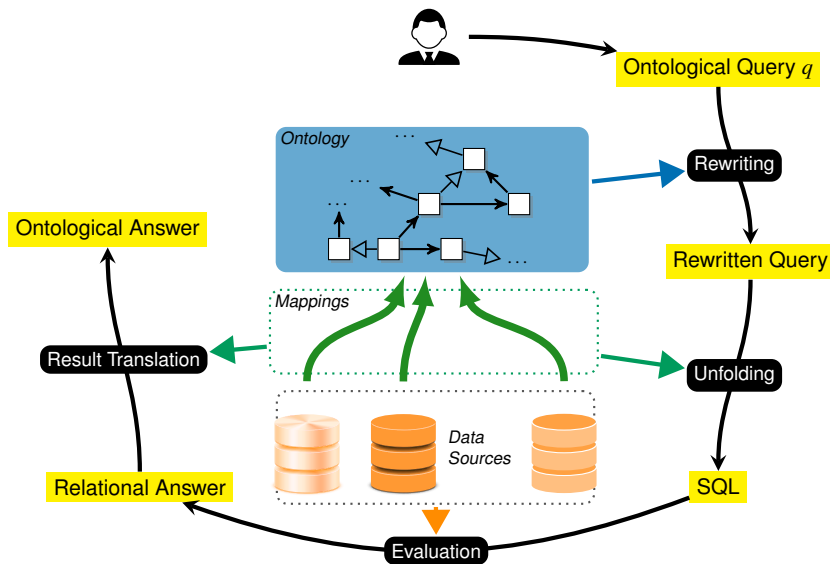 Ontological Query q
Ontology
. . .
. . .
. . .
. . .
Rewriting
Ontological Answer
Rewritten Query
Mappings
Result Translation
Unfolding
Data
Sources
Relational Answer
SQL
Evaluation